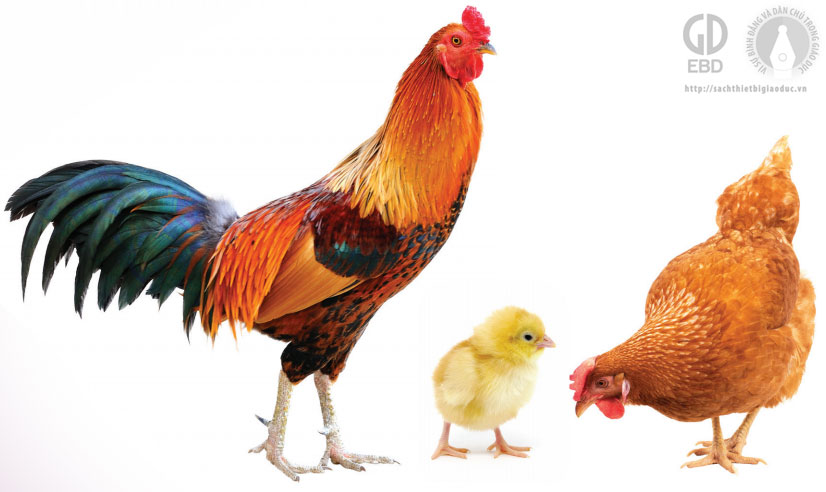 GD
EBD
VÌ SỰ BÌNH ĐẲNG VÀ DÂN CHỦ TRONG GIÁO DỤC
http://sachthietbigiaoduc.vn